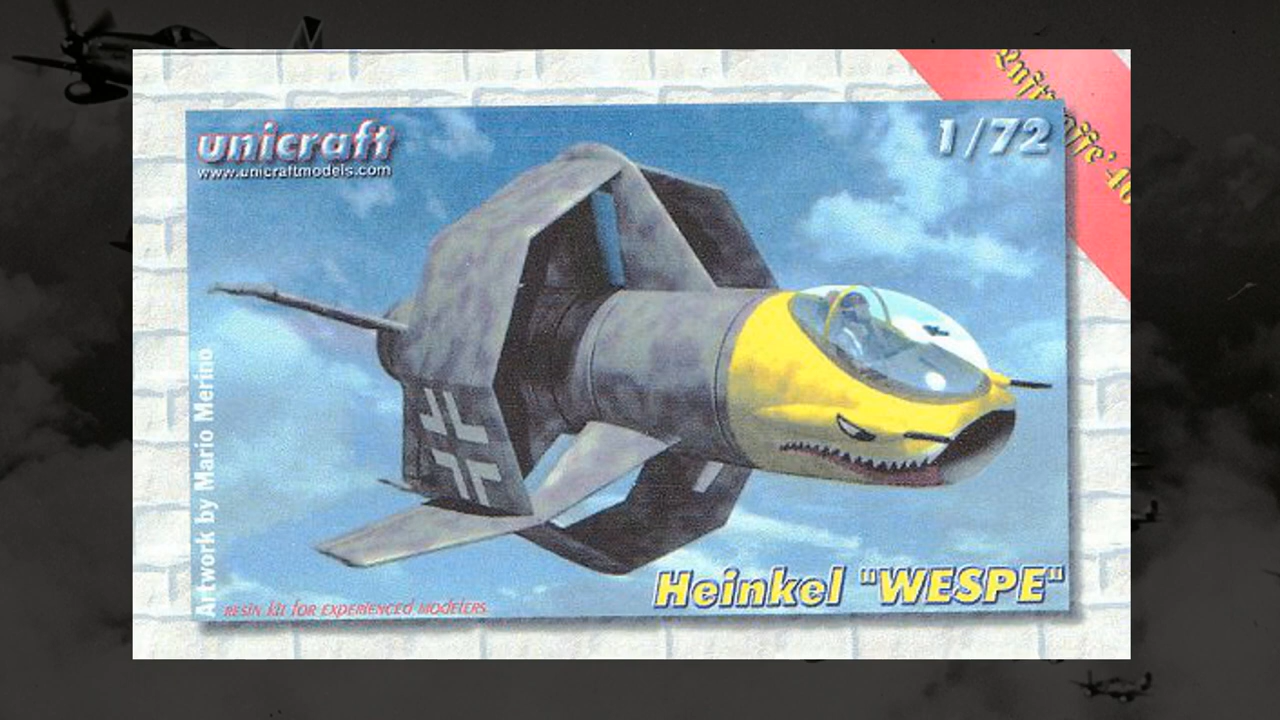 unicraft
www.unicraftmodels.com
1/72
Artwork by Mario Merino
RESIN KIT FOR EXPERIENCED MODELERS
Heinkel "WESPE"